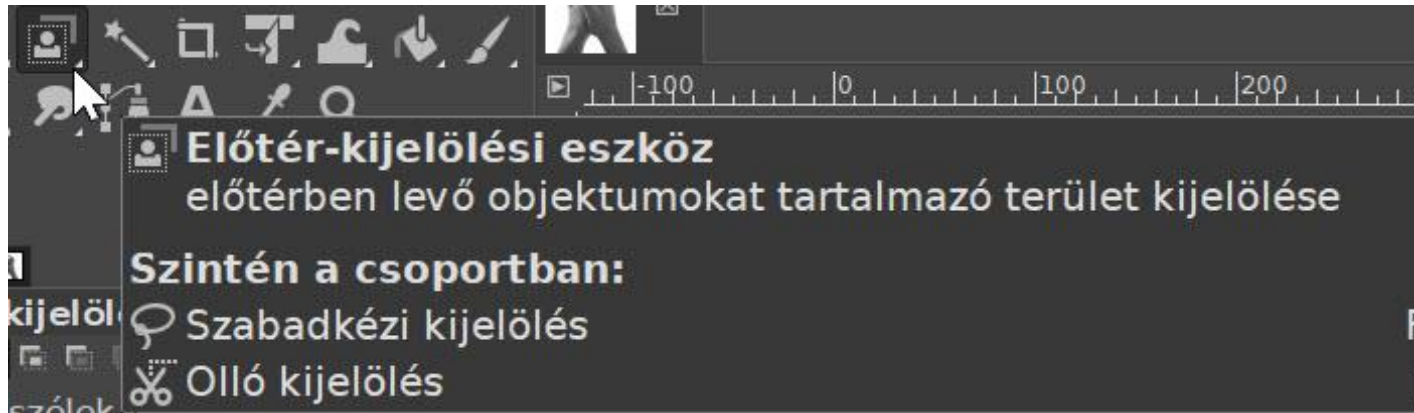 -100 0 100 200
Előtér-kijelölési eszköz
előtérben levő objektumokat tartalmazó terület kijelölése
Szintén a csoportban:
Szabadkézi kijelölés
Olló kijelölés